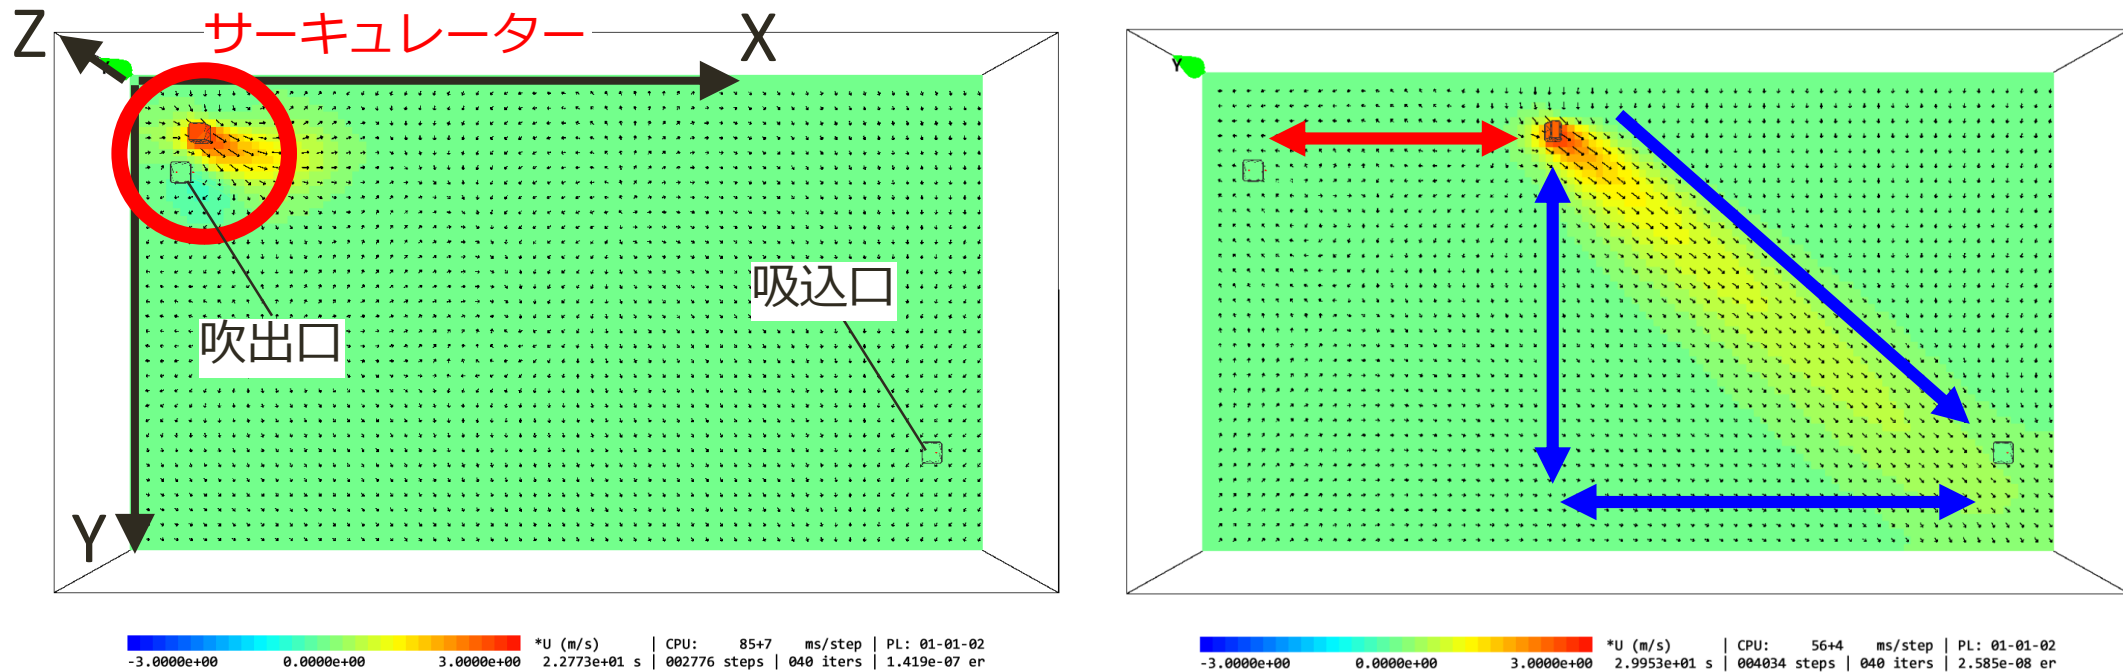 Z
サーキュレーター
X
Y
吹出口
吸込口
Y
-3.0000e+00 0.0000e+00 3.0000e+00
*U (m/s) | CPU: 85+7 ms/step | PL: 01-01-02
2.2773e+01 s | 002776 steps | 040 iters | 1.419e-07 er
Y
-3.0000e+00 0.0000e+00 3.0000e+00
*U (m/s) | CPU: 56+4 ms/step | PL: 01-01-02
2.9953e+01 s | 004034 steps | 040 iters | 2.585e-08 er